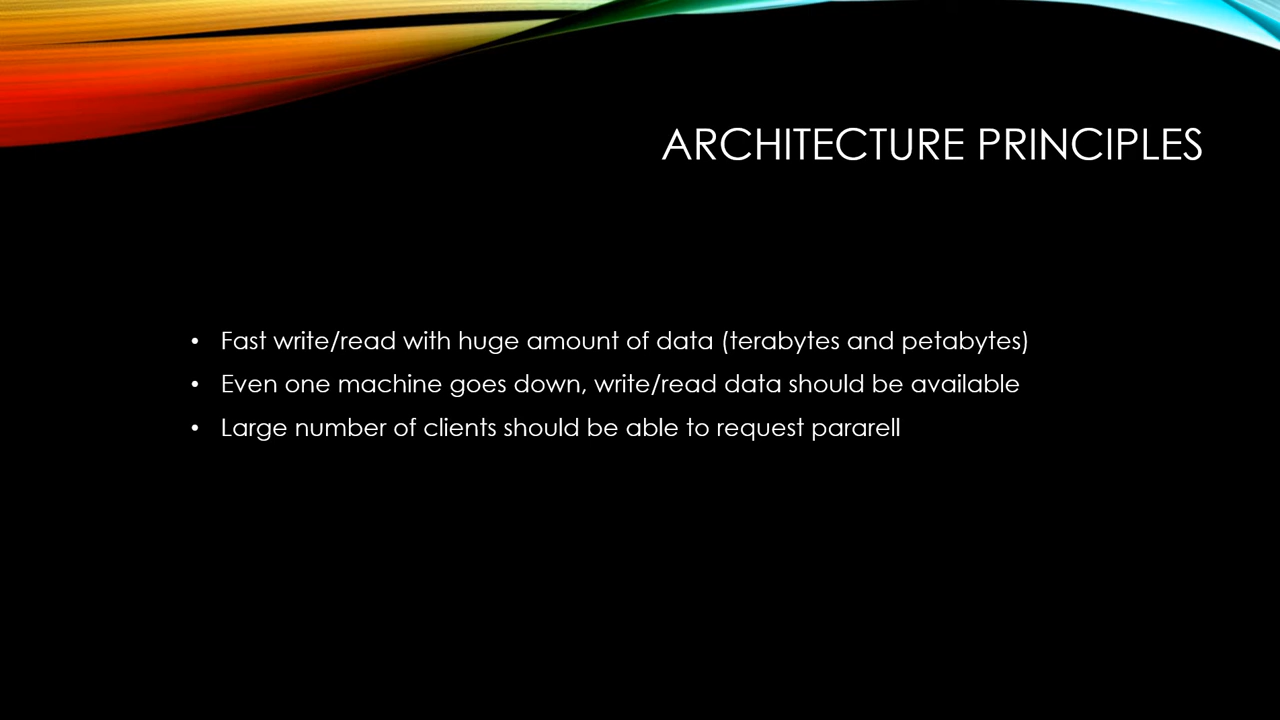 ARCHITECTURE PRINCIPLES
• Fast write/read with huge amount of data (terabytes and petabytes)
• Even one machine goes down, write/read data should be available
• Large number of clients should be able to request pararell